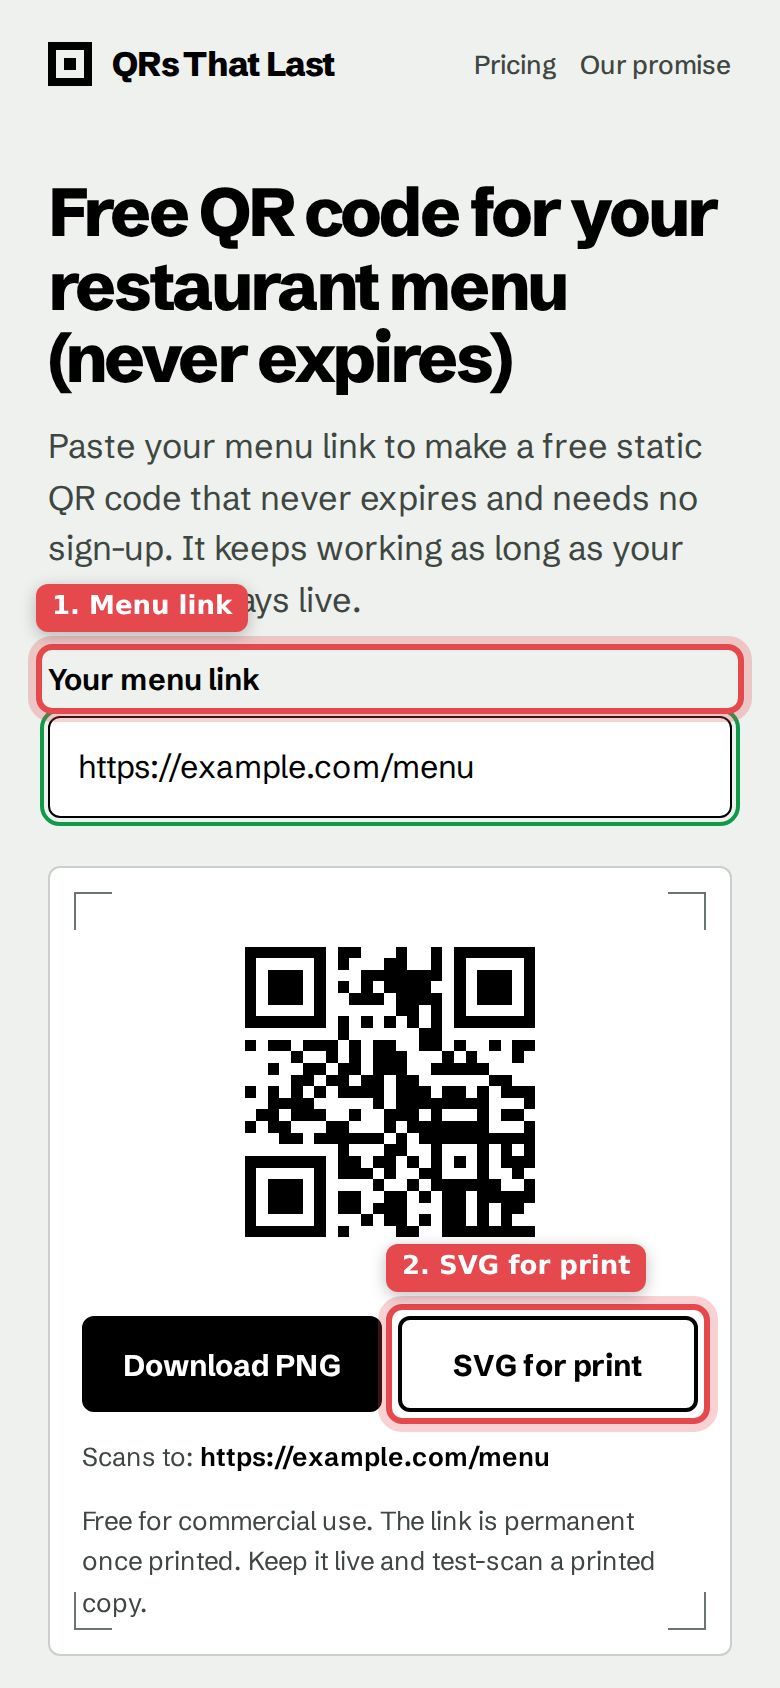 QRs That Last
Pricing
Our promise
Free QR code for your
restaurant menu
(never expires)
Paste your menu link to make a free static
QR code that never expires and needs no
sign-up. It keeps working as long as your
live.
1. Menu link
Your menu link
https://example.com/menu
2. SVG for print
Download PNG
SVG for print
Scans to: https://example.com/menu
Free for commercial use. The link is permanent
once printed. Keep it live and test-scan a printed
copy.